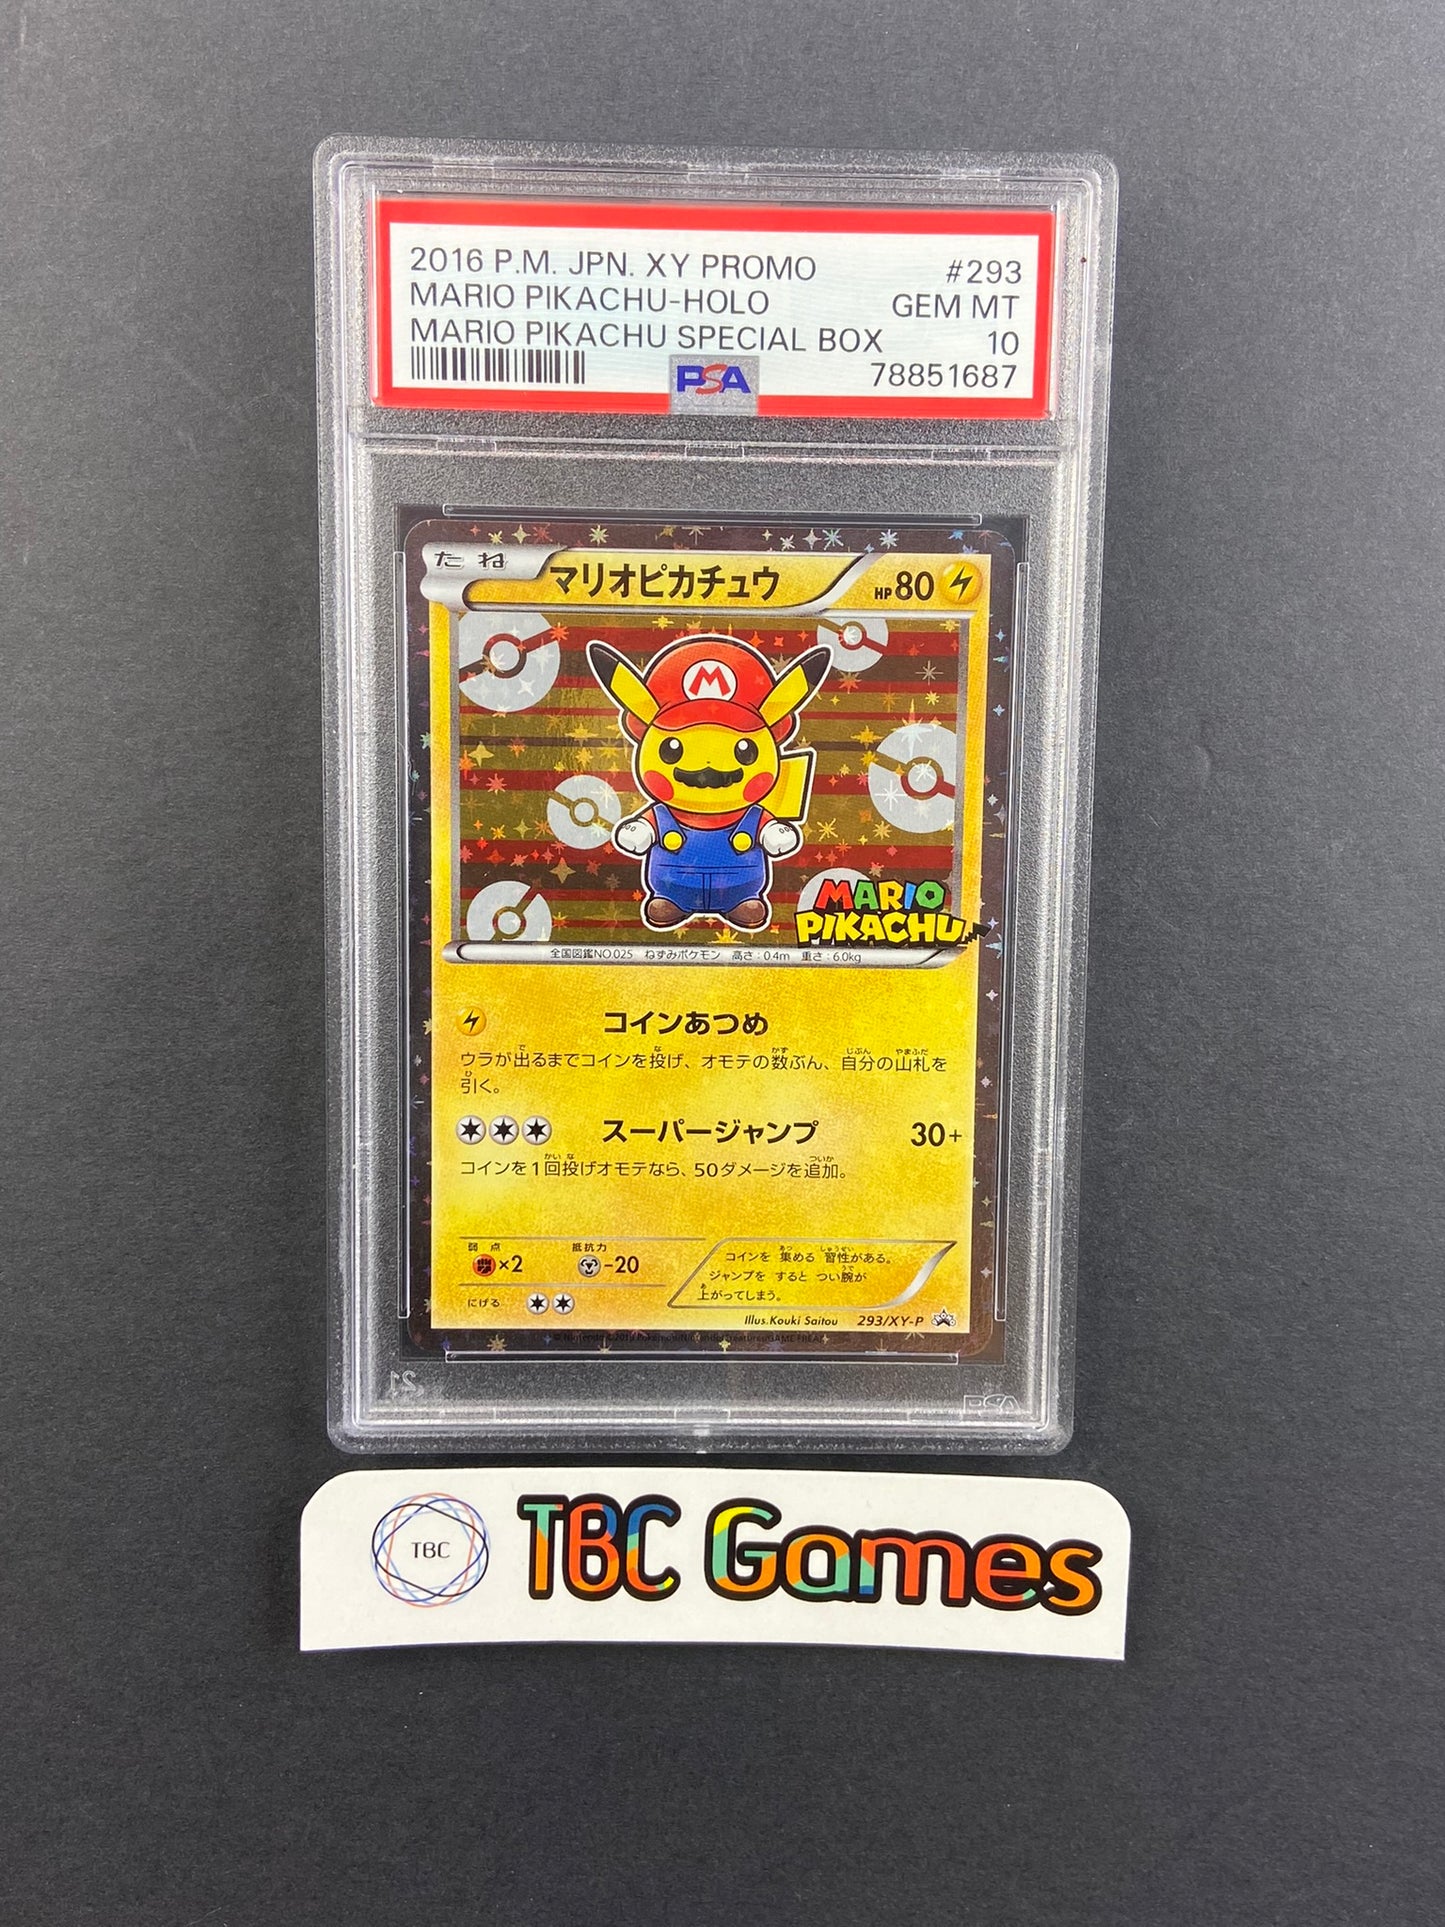 2016 P.M. JPN. XY PROMO #293
MARIO PIKACHU-HOLO GEM MT
MARIO PIKACHU SPECIAL BOX 10
PSA 78851687
たね マリオピカチュウ HP80
M
MARIO
PIKACHU
全国図鑑NO.025 ねずみポケモン 高さ:0.4m 重さ:6.0kg
コインあつめ
ウラが出るまでコインを投げ、オモテの数ぶん、自分の山札を
引く。
スーパージャンプ 30+
コインを1回投げオモテなら、50ダメージを追加。
弱点 抵抗力
×2 -20
にげる
コインを 集める 習性がある。
ジャンプを すると つい腕が
上がってしまう。
Illus.Kouki Saitou 293/XY-P
PSA
TBC TBC Games